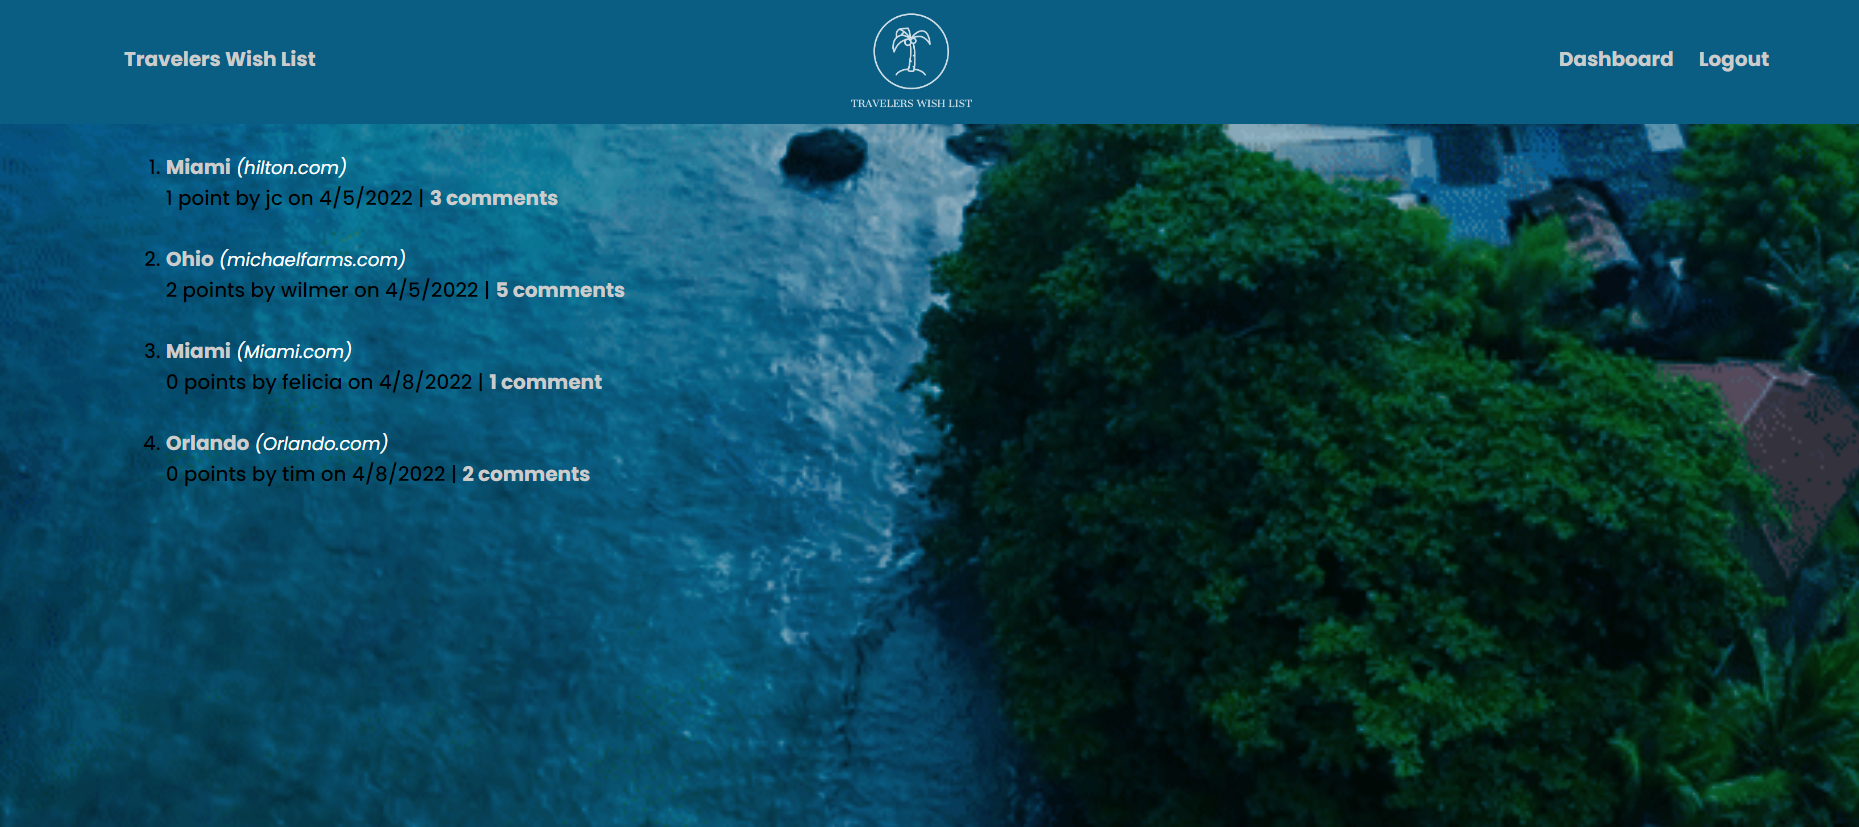 Travelers Wish List
TRAVELERS WISH LIST
Dashboard Logout
1. Miami (hilton.com)
1 point by jc on 4/5/2022 | 3 comments
2. Ohio (michaelfarms.com)
2 points by wilmer on 4/5/2022 | 5 comments
3. Miami (Miami.com)
0 points by felicia on 4/8/2022 | 1 comment
4. Orlando (Orlando.com)
0 points by tim on 4/8/2022 | 2 comments